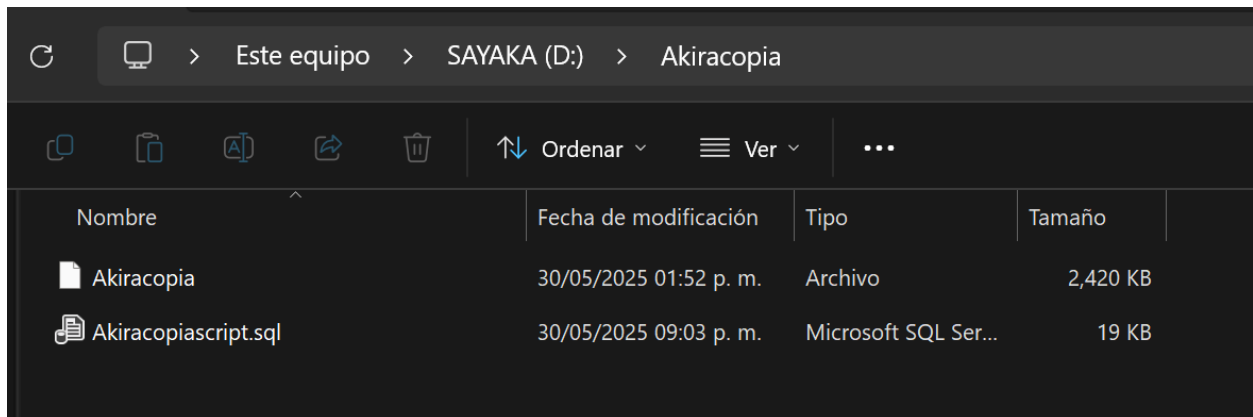 Este equipo > SAYAKA (D:) > Akiracopia
Ordenar Ver
Nombre Fecha de modificación Tipo Tamaño
Akiracopia 30/05/2025 01:52 p. m. Archivo 2,420 KB
Akiracopiascript.sql 30/05/2025 09:03 p. m. Microsoft SQL Ser... 19 KB